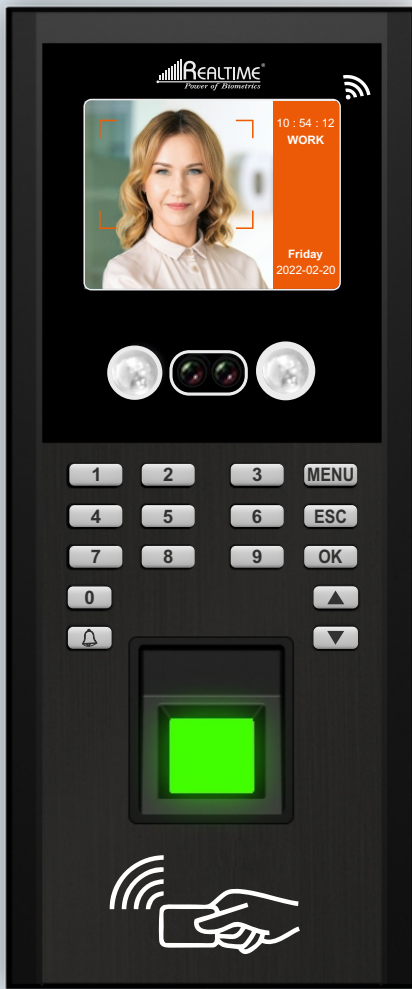 REALTIME®
Power of Biometrics
10 : 54 : 12
WORK
Friday
2022-02-20
1 2 3 MENU
4 5 6 ESC
7 8 9 OK
0